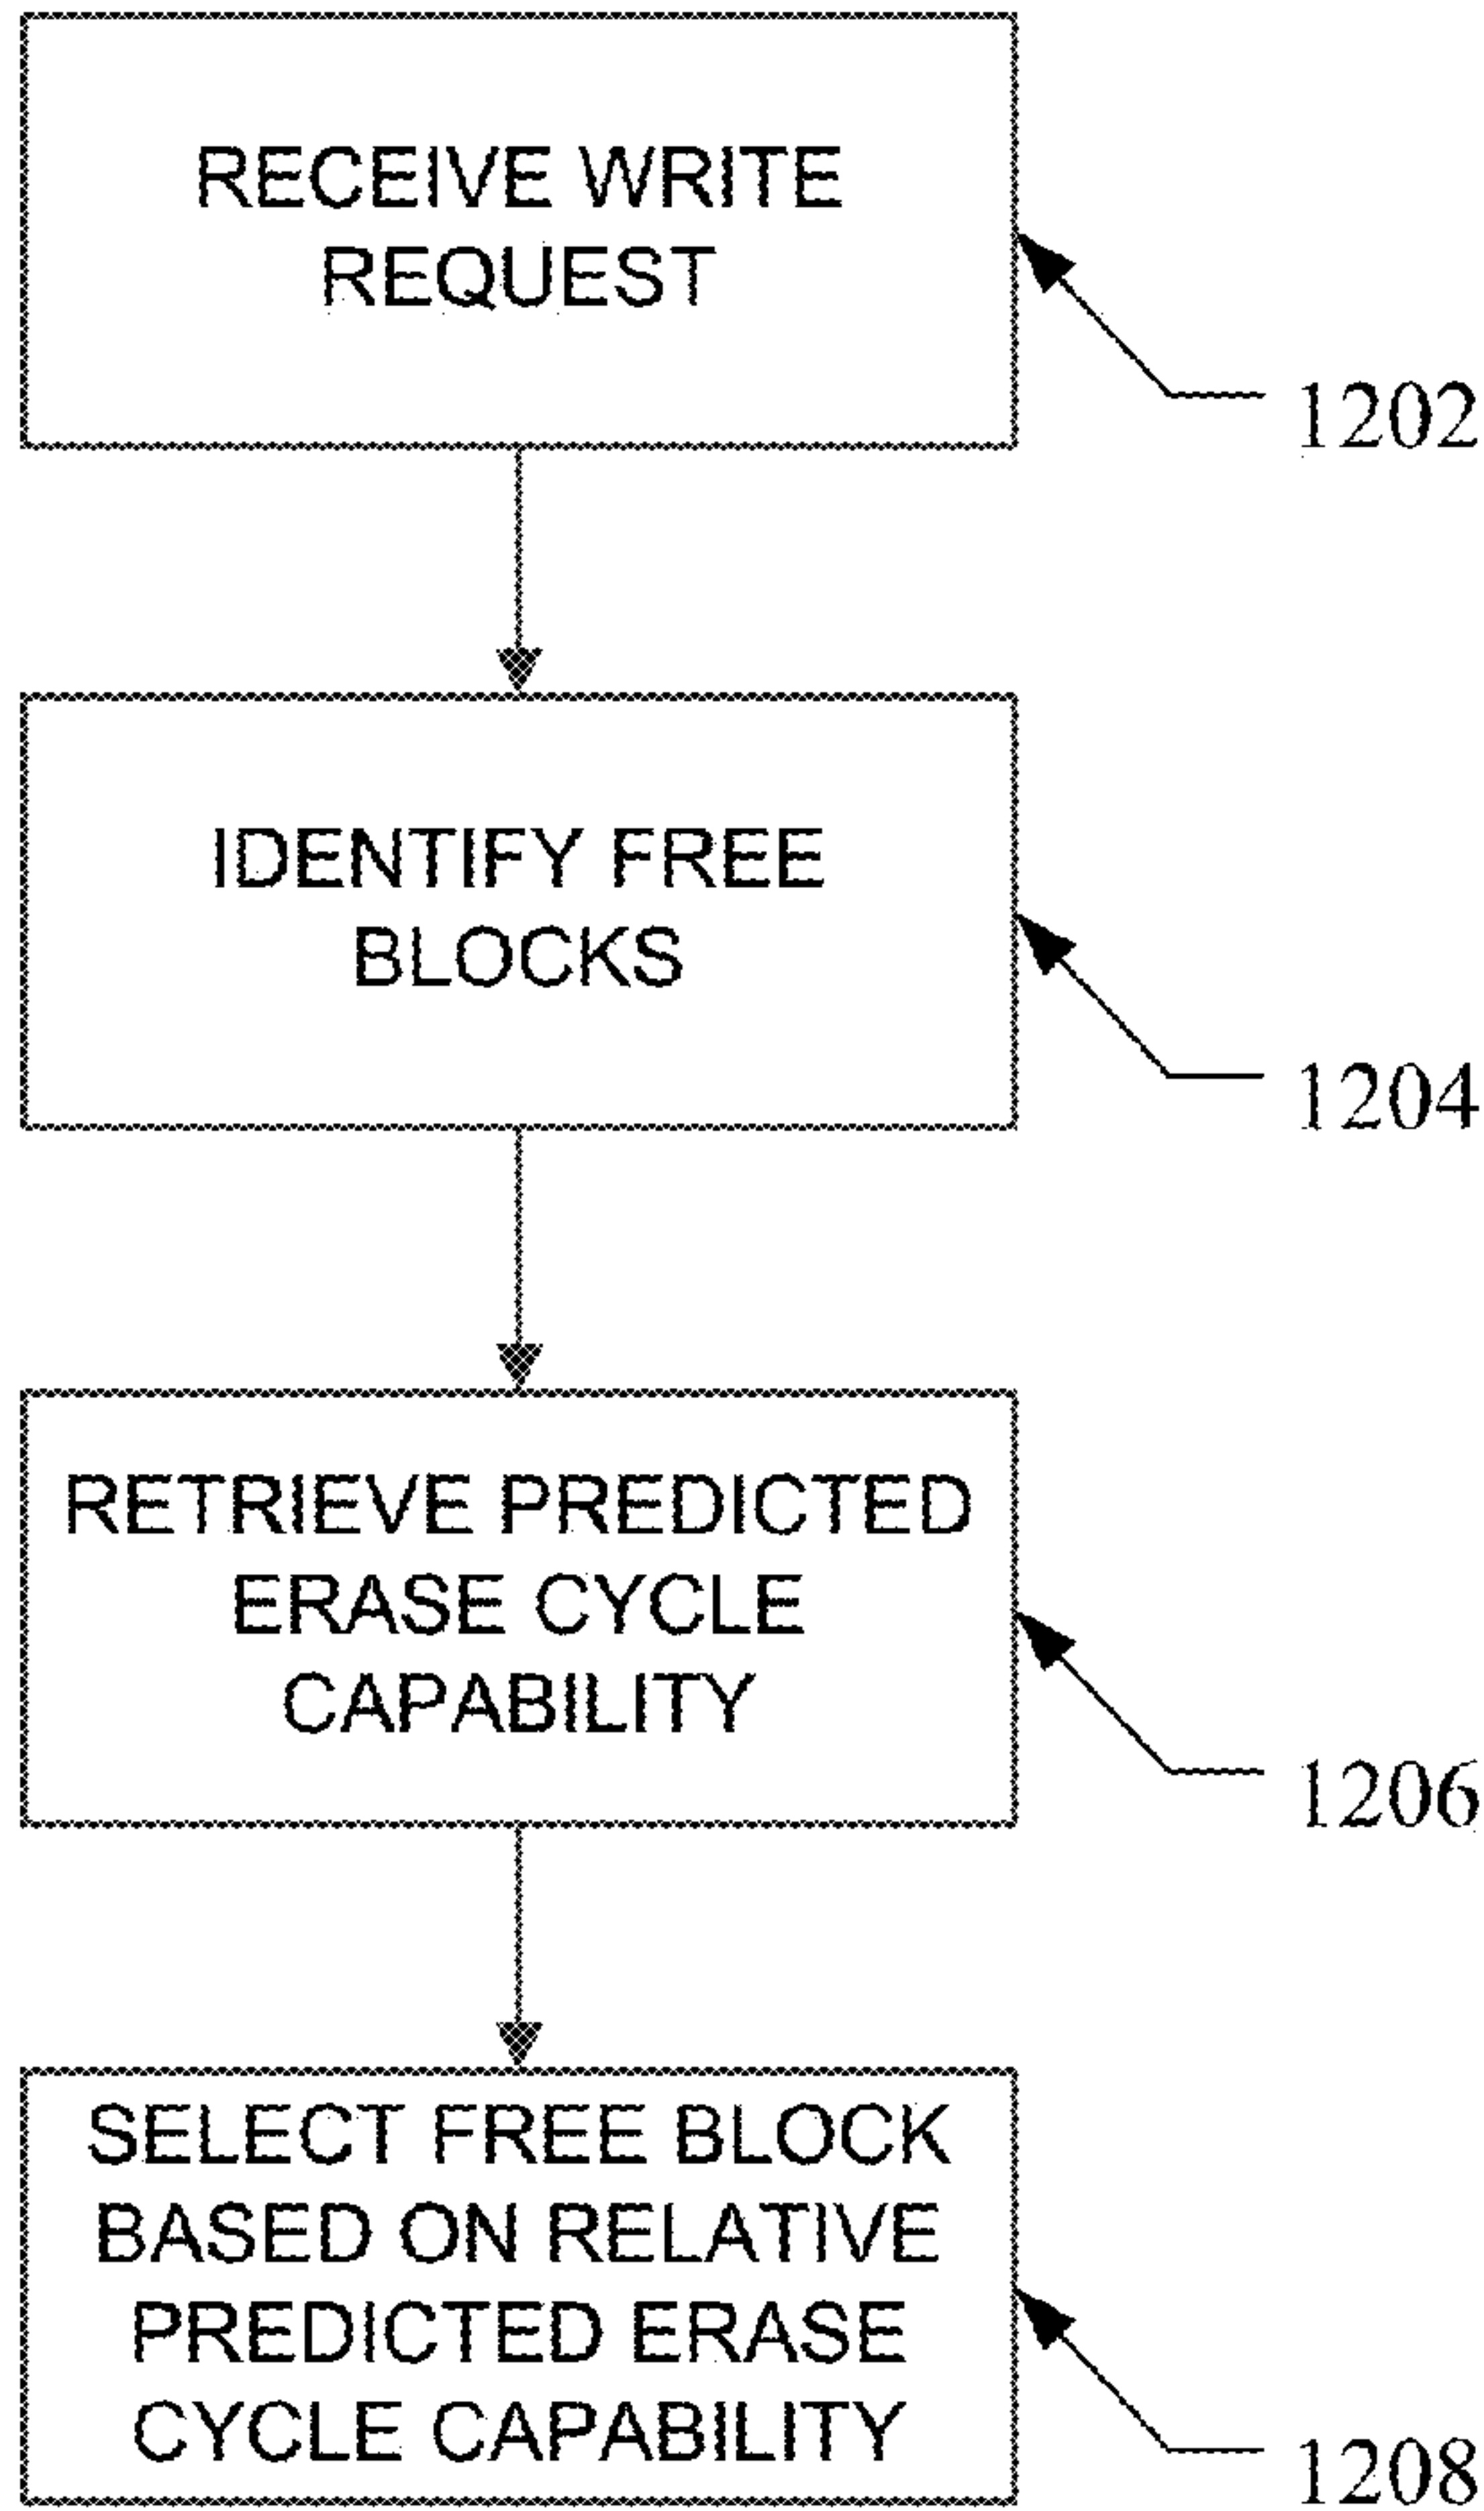 RECEIVE WRITE
REQUEST
1202
IDENTIFY FREE
BLOCKS
1204
RETRIEVE PREDICTED
ERASE CYCLE
CAPABILITY
1206
SELECT FREE BLOCK
BASED ON RELATIVE
PREDICTED ERASE
CYCLE CAPABILITY
1208